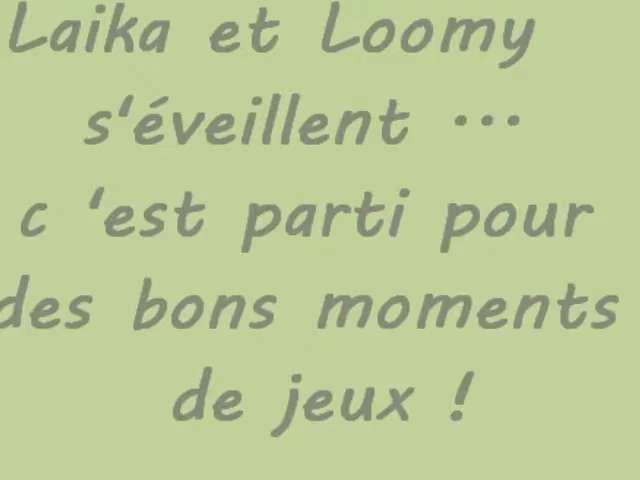 Laika et Loomy
s'éveillent ...
c 'est parti pour
des bons moments
de jeux !